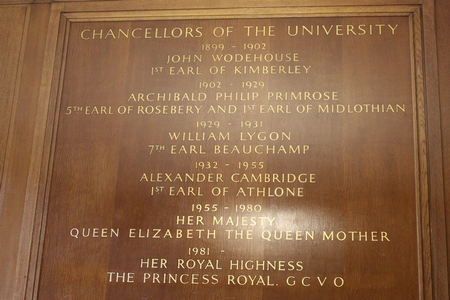 CHANCELLORS OF THE UNIVERSITY
1899 - 1902
JOHN WODEHOUSE
1ST EARL OF KIMBERLEY
1902 - 1929
ARCHIBALD PHILIP PRIMROSE
5TH EARL OF ROSEBERY AND 1ST EARL OF MIDLOTHIAN
1929 - 1931
WILLIAM LYGON
7TH EARL BEAUCHAMP
1932 - 1955
ALEXANDER CAMBRIDGE
1ST EARL OF ATHLONE
1955 - 1980
HER MAJESTY
QUEEN ELIZABETH THE QUEEN MOTHER
1981 -
HER ROYAL HIGHNESS
THE PRINCESS ROYAL. G C V O